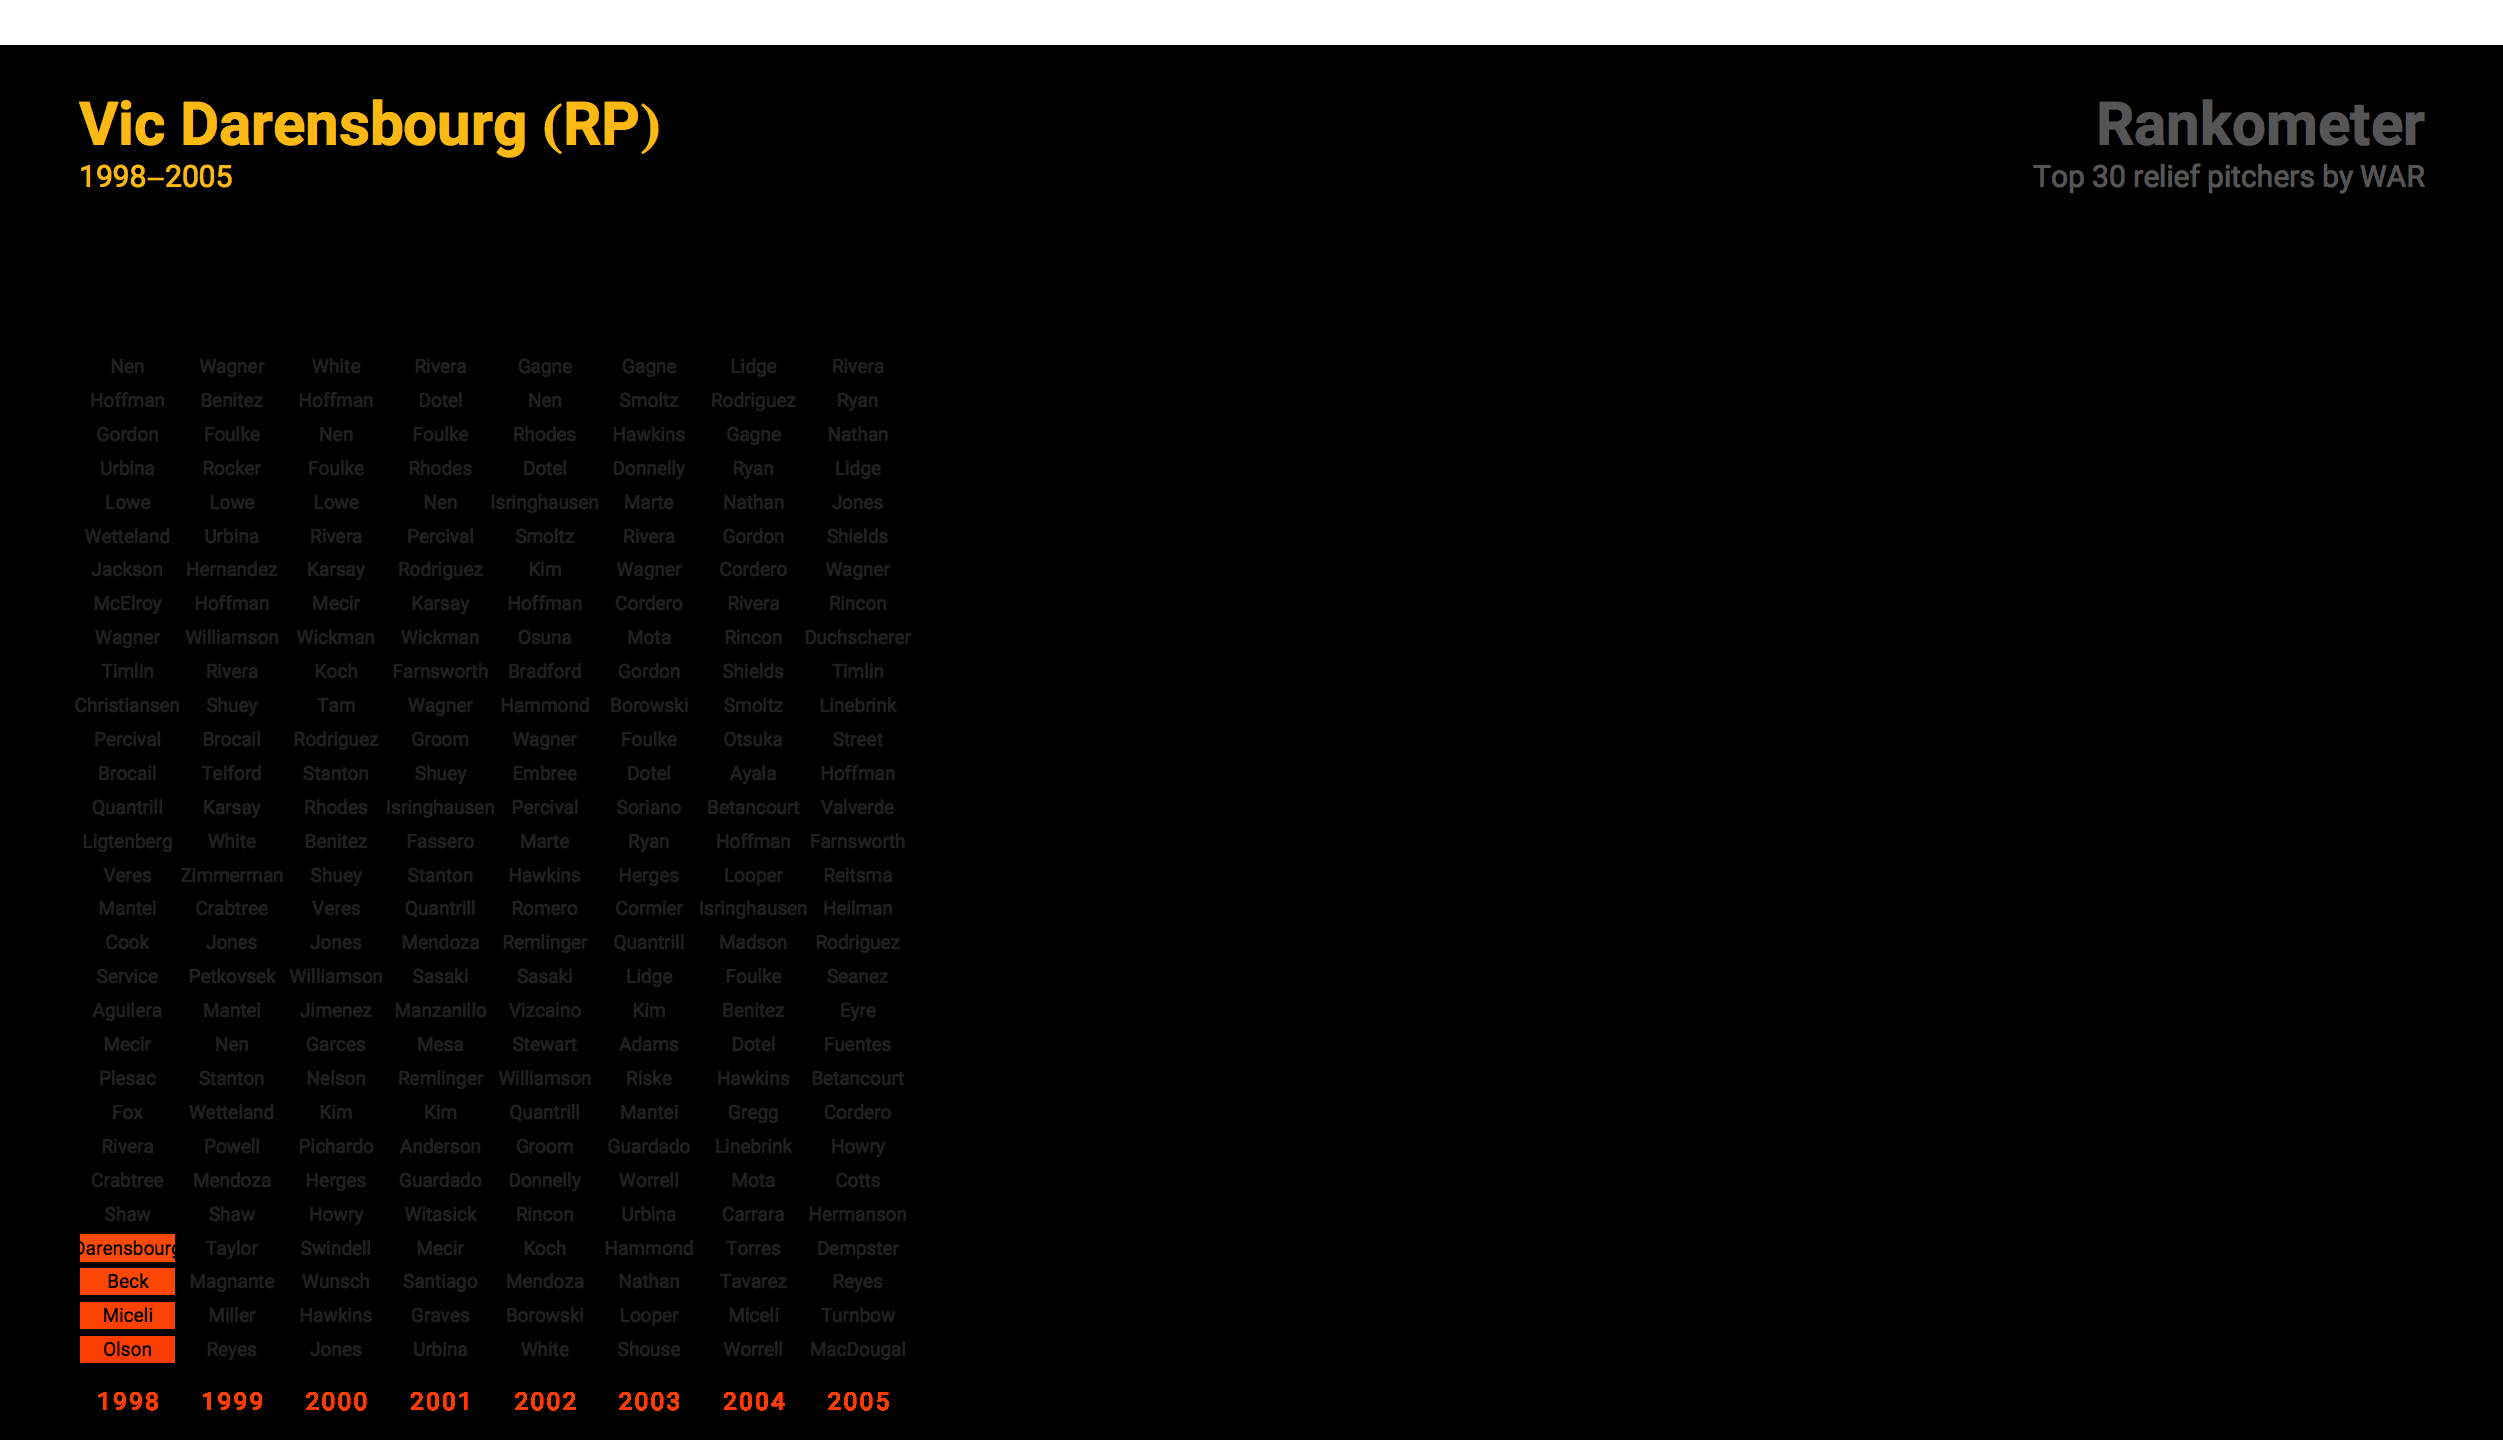 Vic Darensbourg (RP)
1998–2005
Rankometer
Top 30 relief pitchers by WAR
Nen Wagner White Rivera Gagne Gagne Lidge Rivera
Hoffman Benitez Hoffman Dotel Nen Smoltz Rodriguez Ryan
Gordon Foulke Nen Foulke Rhodes Hawkins Gagne Nathan
Urbina Rocker Foulke Rhodes Dotel Donnelly Ryan Lidge
Lowe Lowe Lowe Nen Isringhausen Marte Nathan Jones
Wetteland Urbina Rivera Percival Smoltz Rivera Gordon Shields
Jackson Hernandez Karsay Rodriguez Kim Wagner Cordero Wagner
McElroy Hoffman Mecir Karsay Hoffman Cordero Rivera Rincon
Wagner Williamson Wickman Wickman Osuna Mota Rincon Duchscherer
Timlin Rivera Koch Farnsworth Bradford Gordon Shields Timlin
Christiansen Shuey Tam Wagner Hammond Borowski Smoltz Linebrink
Percival Brocail Rodriguez Groom Wagner Foulke Otsuka Street
Brocail Telford Stanton Shuey Embree Dotel Ayala Hoffman
Quantrill Karsay Rhodes Isringhausen Percival Soriano Betancourt Valverde
Ligtenberg White Benitez Fassero Marte Ryan Hoffman Farnsworth
Veres Zimmerman Shuey Stanton Hawkins Herges Looper Reitsma
Mantei Crabtree Veres Quantrill Romero Cormier Isringhausen Heilman
Cook Jones Jones Mendoza Remlinger Quantrill Madson Rodriguez
Service Petkovsek Williamson Sasaki Sasaki Lidge Foulke Seanez
Aguilera Mantei Jimenez Manzanillo Vizcaino Kim Benitez Eyre
Mecir Nen Garces Mesa Stewart Adams Dotel Fuentes
Plesac Stanton Nelson Remlinger Williamson Riske Hawkins Betancourt
Fox Wetteland Kim Kim Quantrill Mantei Gregg Cordero
Rivera Powell Pichardo Anderson Groom Guardado Linebrink Howry
Crabtree Mendoza Herges Guardado Donnelly Worrell Mota Cotts
Shaw Shaw Howry Witasick Rincon Urbina Carrara Hermanson
Darensbourg Taylor Swindell Mecir Koch Hammond Torres Dempster
Beck Magnante Wunsch Santiago Mendoza Nathan Tavarez Reyes
Miceli Miller Hawkins Graves Borowski Looper Miceli Turnbow
Olson Reyes Jones Urbina White Shouse Worrell MacDougal
1998 1999 2000 2001 2002 2003 2004 2005